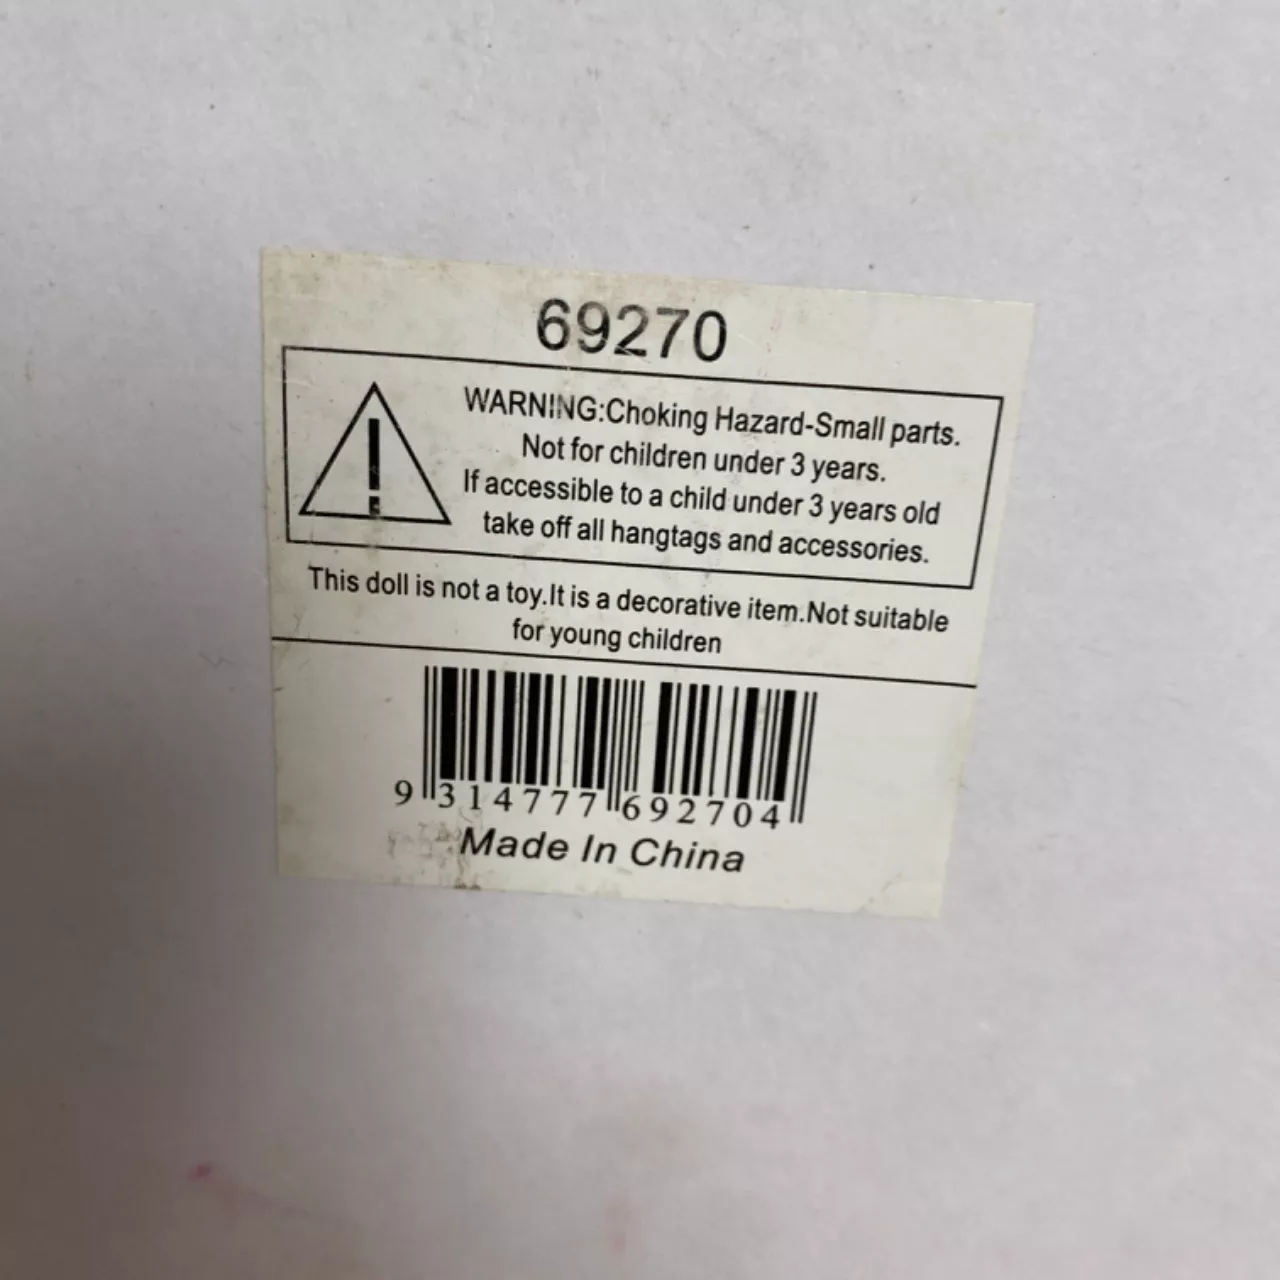 69270
WARNING:Choking Hazard-Small parts.
Not for children under 3 years.
If accessible to a child under 3 years old
take off all hangtags and accessories.
This doll is not a toy.It is a decorative item.Not suitable
for young children
9 314777 692704
Made In China